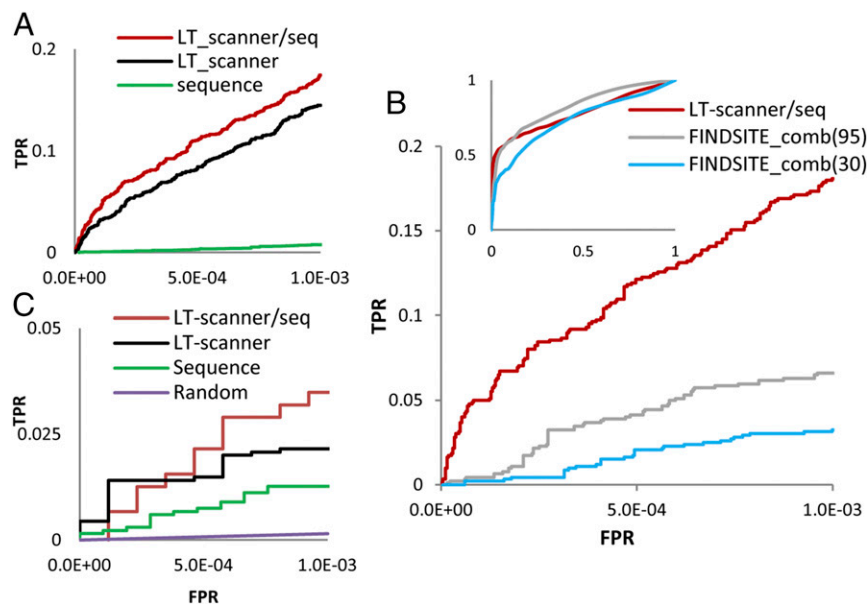 A
LT_scanner/seq
LT_scanner
sequence
0.2
0.1
0
TPR
0.0E+00
5.0E-04
1.0E-03
B
1
0.5
0
0
0.5
1
LT-scanner/seq
FINDSITE_comb(95)
FINDSITE_comb(30)
0.2
0.15
0.1
0.05
0
TPR
0.0E+00
5.0E-04
1.0E-03
FPR
C
LT-scanner/seq
LT-scanner
Sequence
Random
0.05
0.025
0
TPR
0.0E+00
5.0E-04
1.0E-03
FPR